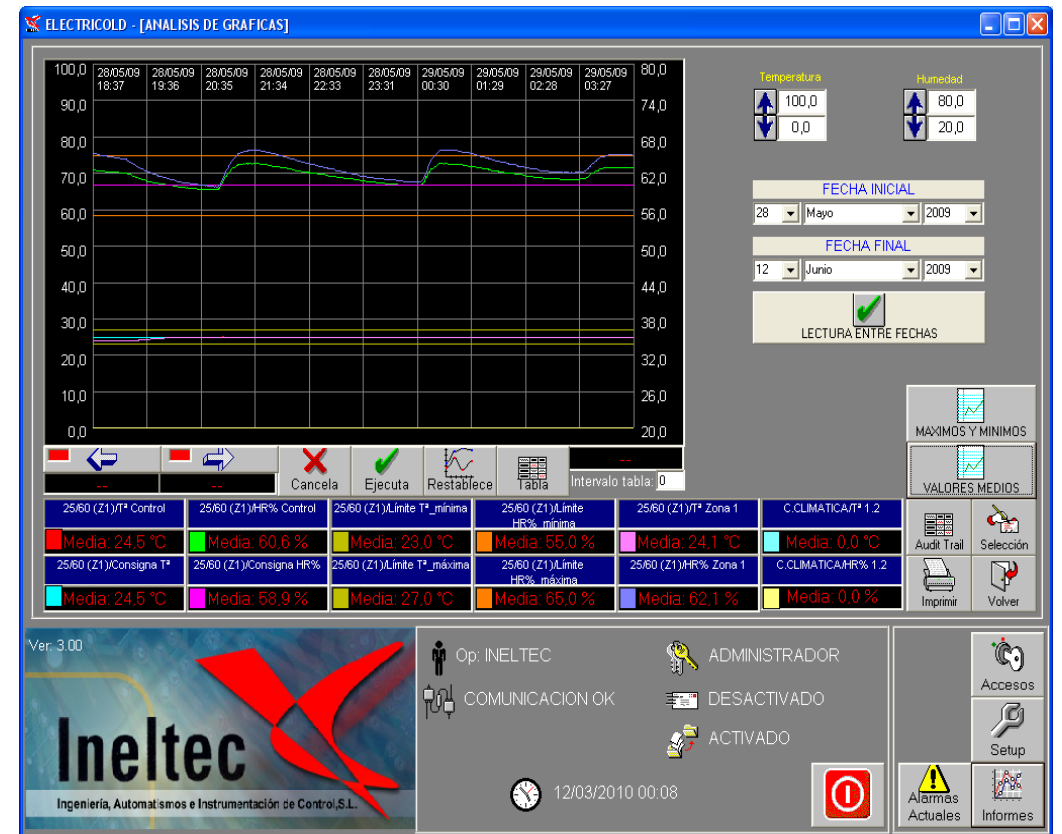 ELECTRICOLD - [ANALISIS DE GRAFICAS]
100,0 28/05/09 28/05/09 28/05/09 28/05/09 28/05/09 28/05/09 29/05/09 29/05/09 29/05/09 29/05/09 80,0
18:37 19:36 20:35 21:34 22:33 23:31 00:30 01:29 02:28 03:27
90,0 74,0
80,0 68,0
70,0 62,0
60,0 56,0
50,0 50,0
40,0 44,0
30,0 38,0
20,0 32,0
10,0 26,0
0,0 20,0
Temperatura Humedad
100,0 80,0
0,0 20,0
FECHA INICIAL
28 Mayo 2009
FECHA FINAL
12 Junio 2009
LECTURA ENTRE FECHAS
MAXIMOS Y MINIMOS
VALORES MEDIOS
-- -- Cancela Ejecuta Restablece Tabla -- Intervalo tabla: 0
25/60 (Z1)/Tª Control 25/60 (Z1)/HR% Control 25/60 (Z1)/Límite Tª_mínima 25/60 (Z1)/Límite HR%_mínima 25/60 (Z1)/Tª Zona 1 C.CLIMATICA/Tª 1.2
Media: 24,5 °C Media: 60,6 % Media: 23,0 °C Media: 55,0 % Media: 24,1 °C Media: 0,0 °C
25/60 (Z1)/Consigna Tª 25/60 (Z1)/Consigna HR% 25/60 (Z1)/Límite Tª_máxima 25/60 (Z1)/Límite HR%_máxima 25/60 (Z1)/HR% Zona 1 C.CLIMATICA/HR% 1.2
Media: 24,5 °C Media: 58,9 % Media: 27,0 °C Media: 65,0 % Media: 62,1 % Media: 0,0 %
Audit Trail Selección
Imprimir Volver
Ver: 3.00
Ineltec
Ingeniería, Automatismos e Instrumentación de Control,S.L.
Op: INELTEC ADMINISTRADOR
COMUNICACION OK DESACTIVADO
ACTIVADO
12/03/2010 00:08
Accesos
Setup
Alarmas Actuales Informes